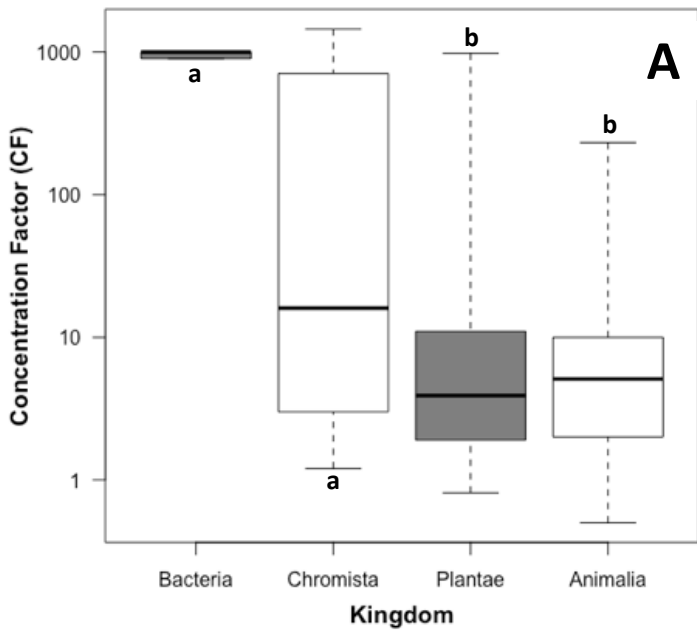 A
1000
100
10
1
Concentration Factor (CF)
a
a
b
b
Bacteria Chromista Plantae Animalia
Kingdom